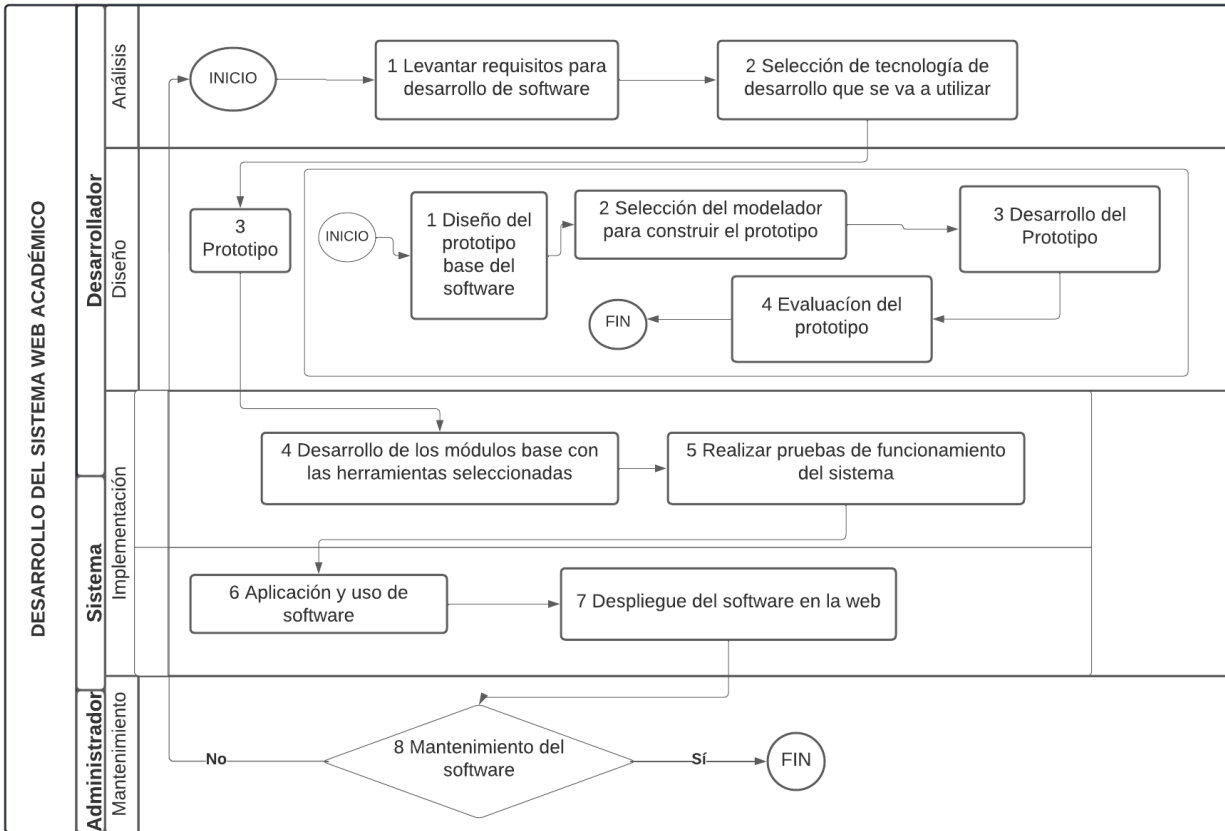 DESARROLLO DEL SISTEMA WEB ACADÉMICO
Desarrollador
Análisis
INICIO
1 Levantar requisitos para
desarrollo de software
2 Selección de tecnología de
desarrollo que se va a utilizar
Diseño
3
Prototipo
INICIO
1 Diseño del
prototipo
base del
software
2 Selección del modelador
para construir el prototipo
3 Desarrollo del
Prototipo
4 Evaluacíon del
prototipo
FIN
Implementación
4 Desarrollo de los módulos base con
las herramientas seleccionadas
5 Realizar pruebas de funcionamiento
del sistema
Sistema
6 Aplicación y uso de
software
7 Despliegue del software en la web
Administrador
Mantenimiento
8 Mantenimiento del
software
No
Sí
FIN